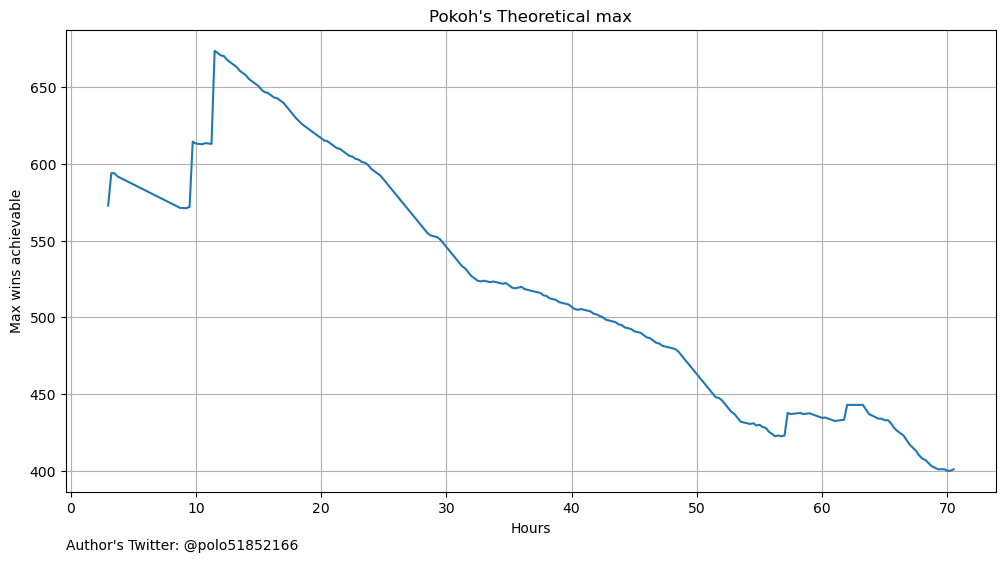 Pokoh's Theoretical max
Max wins achievable
650
600
550
500
450
400
0 10 20 30 40 50 60 70
Hours
Author's Twitter: @polo51852166